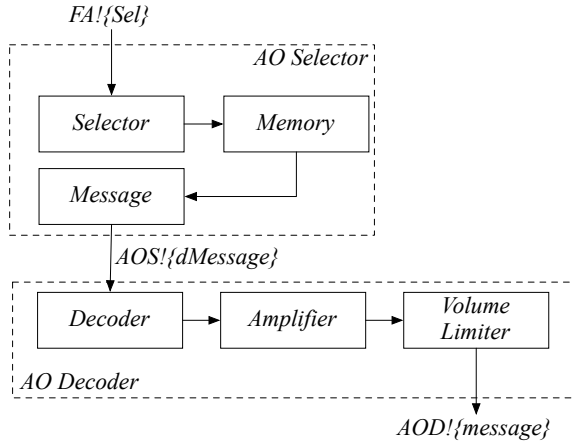 FA!{Sel}
AO Selector
Selector
Memory
Message
AOS!{dMessage}
Decoder
Amplifier
Volume
Limiter
AO Decoder
AOD!{message}